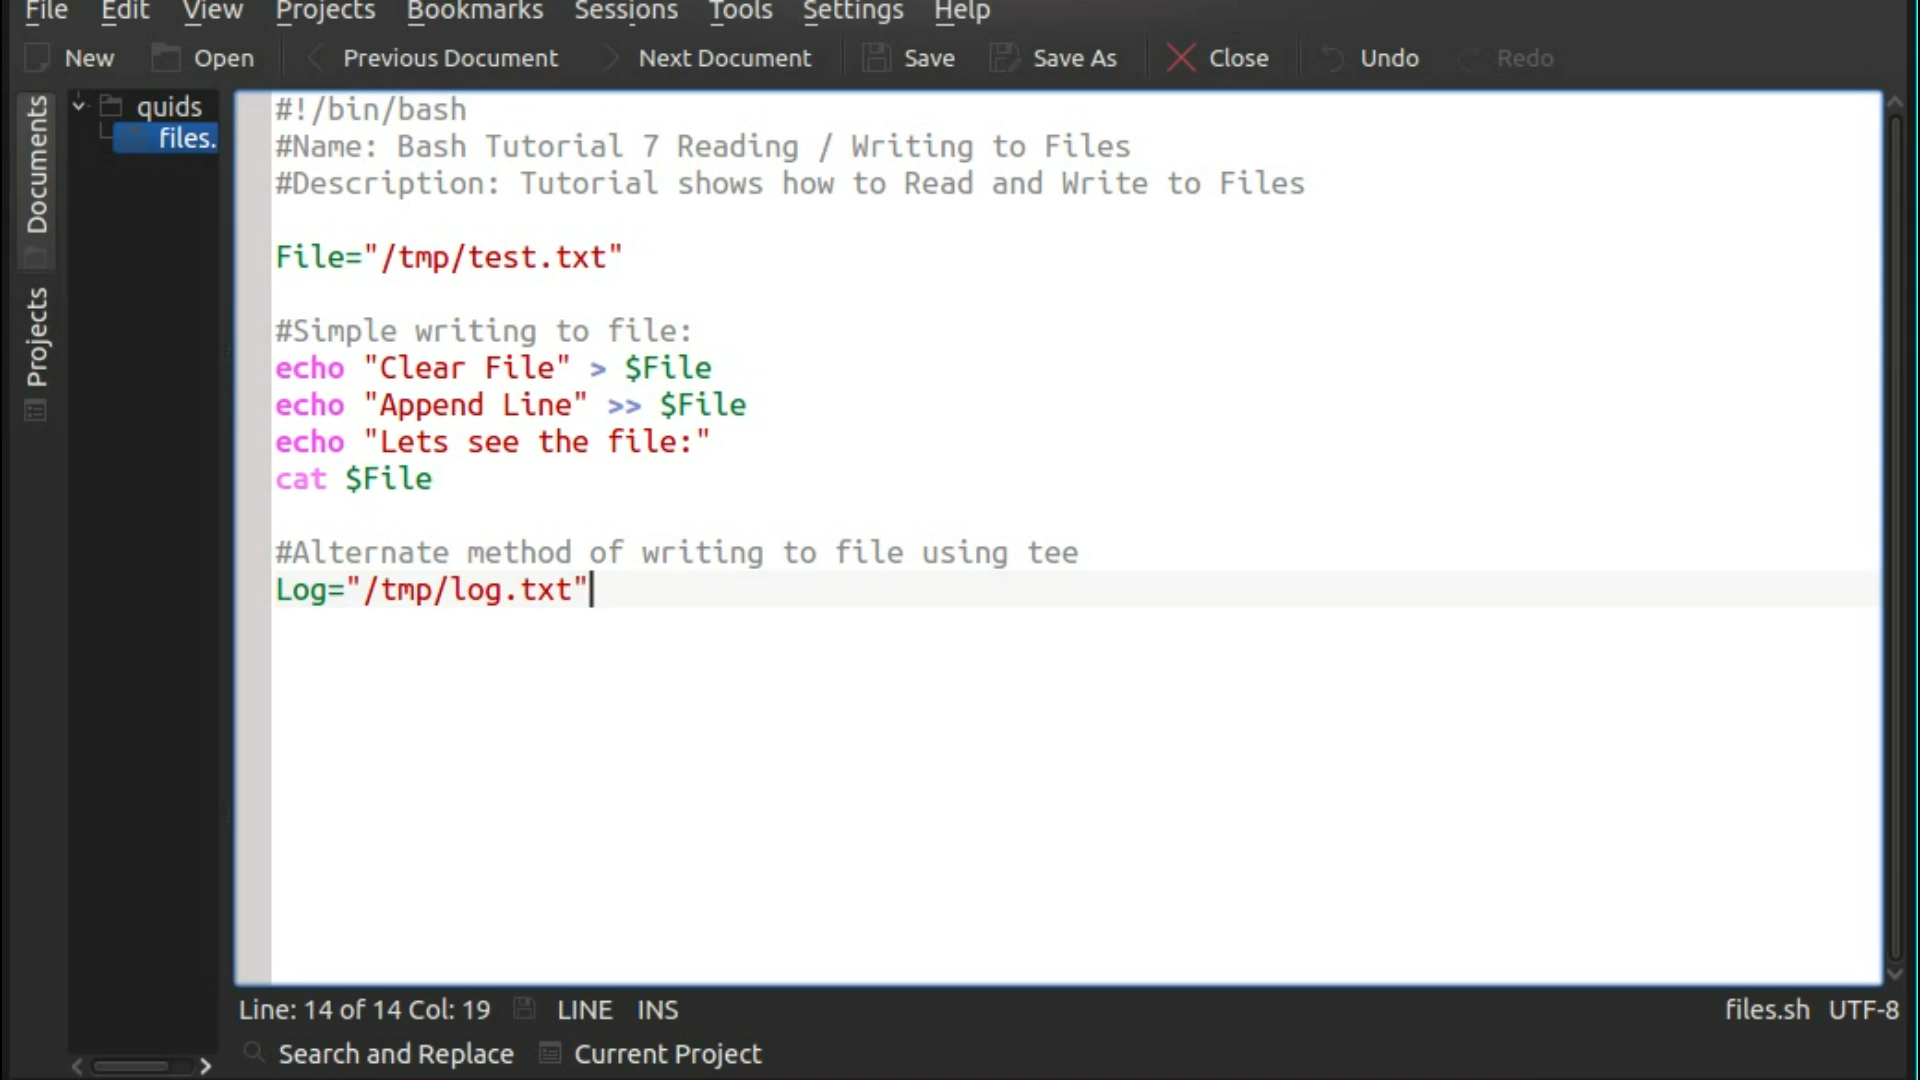 File Edit View Projects Bookmarks Sessions Tools Settings Help
New Open Previous Document Next Document Save Save As Close Undo Redo
Documents
Projects
quids
files.
#!/bin/bash
#Name: Bash Tutorial 7 Reading / Writing to Files
#Description: Tutorial shows how to Read and Write to Files
File="/tmp/test.txt"
#Simple writing to file:
echo "Clear File" > $File
echo "Append Line" >> $File
echo "Lets see the file:"
cat $File
#Alternate method of writing to file using tee
Log="/tmp/log.txt"
Line: 14 of 14 Col: 19 LINE INS files.sh UTF-8
Search and Replace Current Project